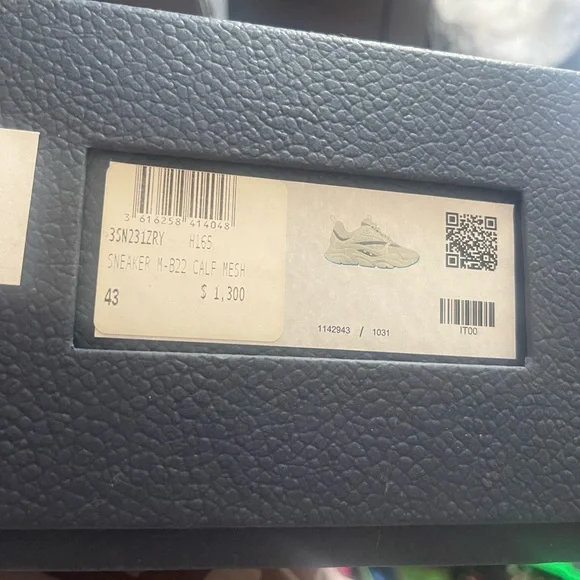 3 616258 414048
3SN231ZRY H165
SNEAKER M-B22 CALF MESH
43 $ 1,300
1142943 / 1031
IT00